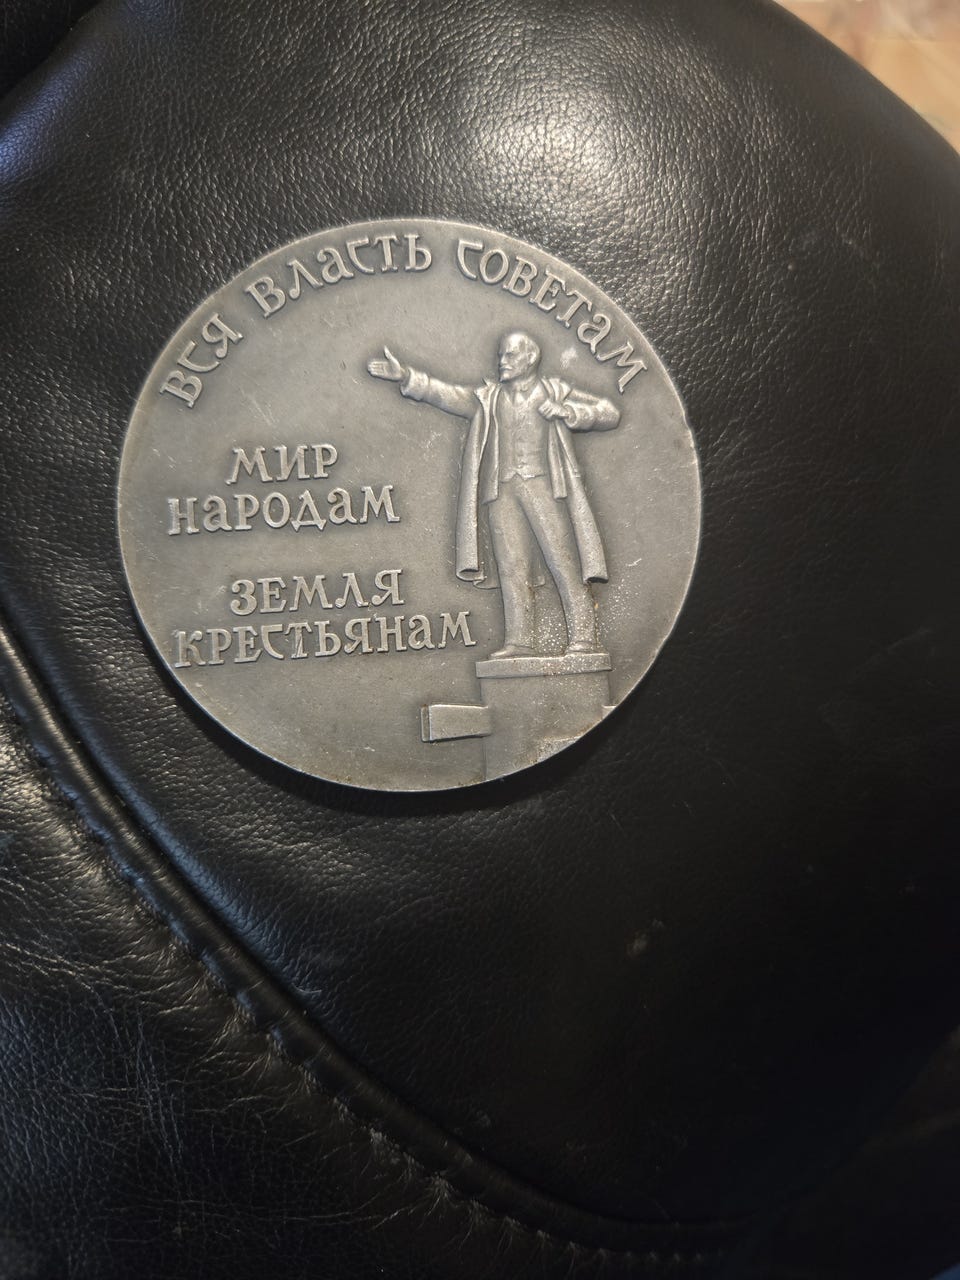 ВСЯ ВЛАСТЬ СОВЕТАМ
МИР
НАРОДАМ
ЗЕМЛЯ
КРЕСТЬЯНАМ